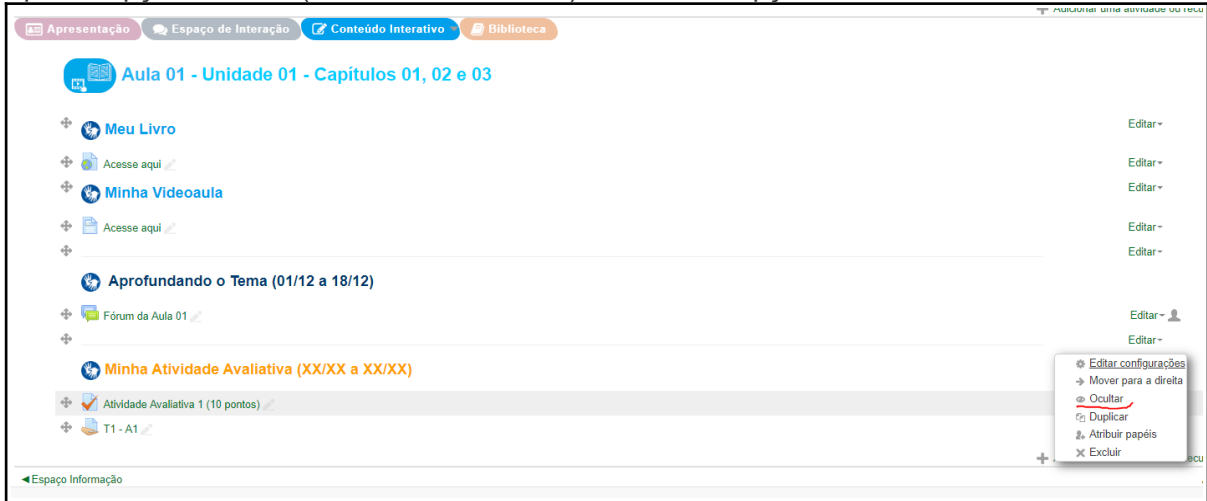 Adicionar uma atividade ou recu
Apresentação Espaço de Interação Conteúdo Interativo Biblioteca
Aula 01 - Unidade 01 - Capítulos 01, 02 e 03
Meu Livro Editar
Acesse aqui Editar
Minha Videoaula Editar
Acesse aqui Editar
Editar
Aprofundando o Tema (01/12 a 18/12)
Fórum da Aula 01 Editar
Editar
Minha Atividade Avaliativa (XX/XX a XX/XX)
Editar configurações
Mover para a direita
Atividade Avaliativa 1 (10 pontos) Ocultar
Duplicar
T1 - A1 Atribuir papéis
Excluir
Espaço Informação